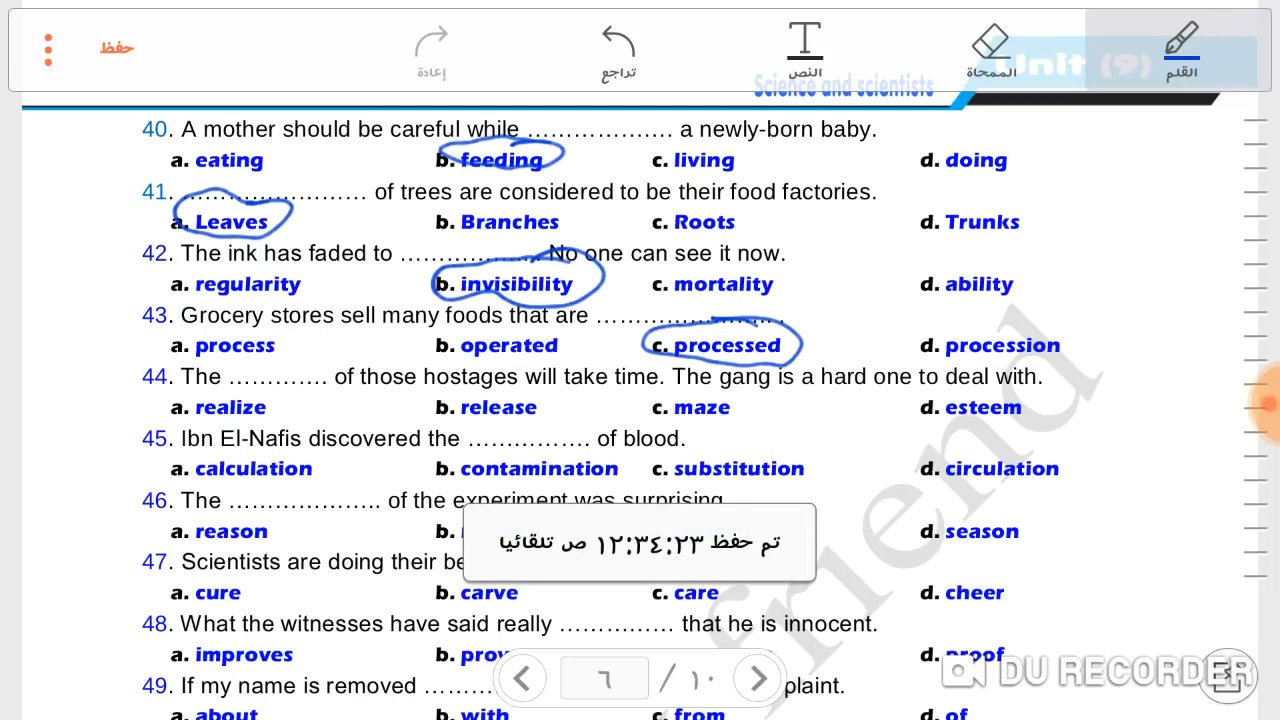 حفظ
إعادة
تراجع
النص
الممحاة
القلم
Unit (9)
Science and scientists
40. A mother should be careful while ………………. a newly-born baby.
a. eating b. feeding c. living d. doing
41. …………………… of trees are considered to be their food factories.
a. Leaves b. Branches c. Roots d. Trunks
42. The ink has faded to ………………. No one can see it now.
a. regularity b. invisibility c. mortality d. ability
43. Grocery stores sell many foods that are …………………… .
a. process b. operated c. processed d. procession
44. The …………. of those hostages will take time. The gang is a hard one to deal with.
a. realize b. release c. maze d. esteem
45. Ibn El-Nafis discovered the ……………. of blood.
a. calculation b. contamination c. substitution d. circulation
46. The ……………….. of the experiment was surprising
a. reason b. d. season
تم حفظ ١٢:٣٤:٢٣ ص تلقائيا
47. Scientists are doing their
a. cure b. carve c. care d. cheer
48. What the witnesses have said really …………… that he is innocent.
a. improves b. d. proof
49. If my name is removed ………
a. about b. with c. from d. of
٦ / ١٠
friend
DU RECORDER